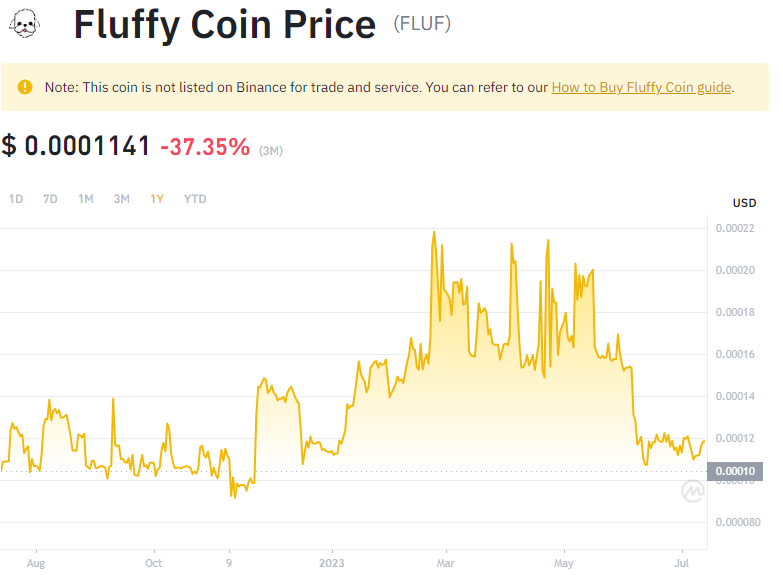 Fluffy Coin Price (FLUF)
Note: This coin is not listed on Binance for trade and service. You can refer to our How to Buy Fluffy Coin guide.
$ 0.0001141 -37.35% (3M)
1D 7D 1M 3M 1Y YTD
USD
0.00022
0.00020
0.00018
0.00016
0.00014
0.00012
0.00010
0.000080
Aug Oct 9 2023 Mar May Jul